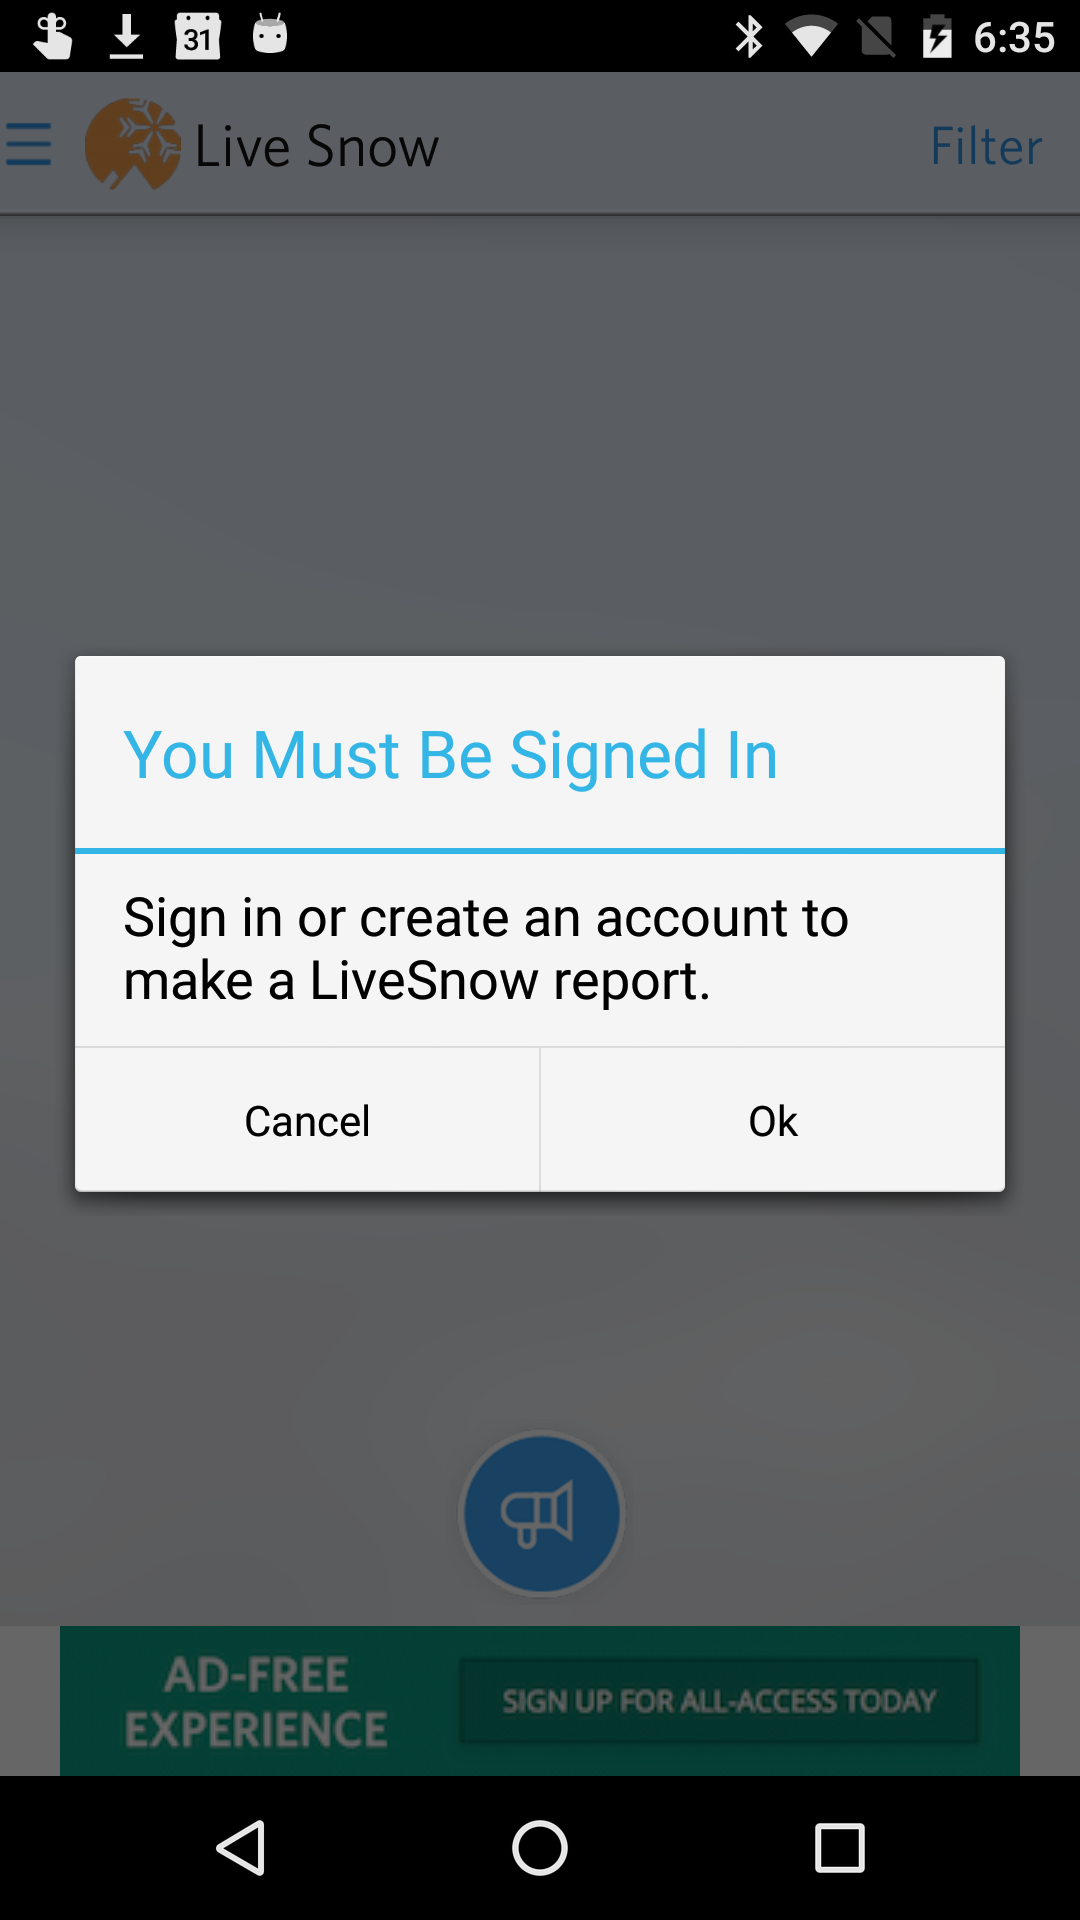 31
6:35
Live Snow
Filter
You Must Be Signed In
Sign in or create an account to
make a LiveSnow report.
Cancel
Ok
AD-FREE
EXPERIENCE
SIGN UP FOR ALL-ACCESS TODAY